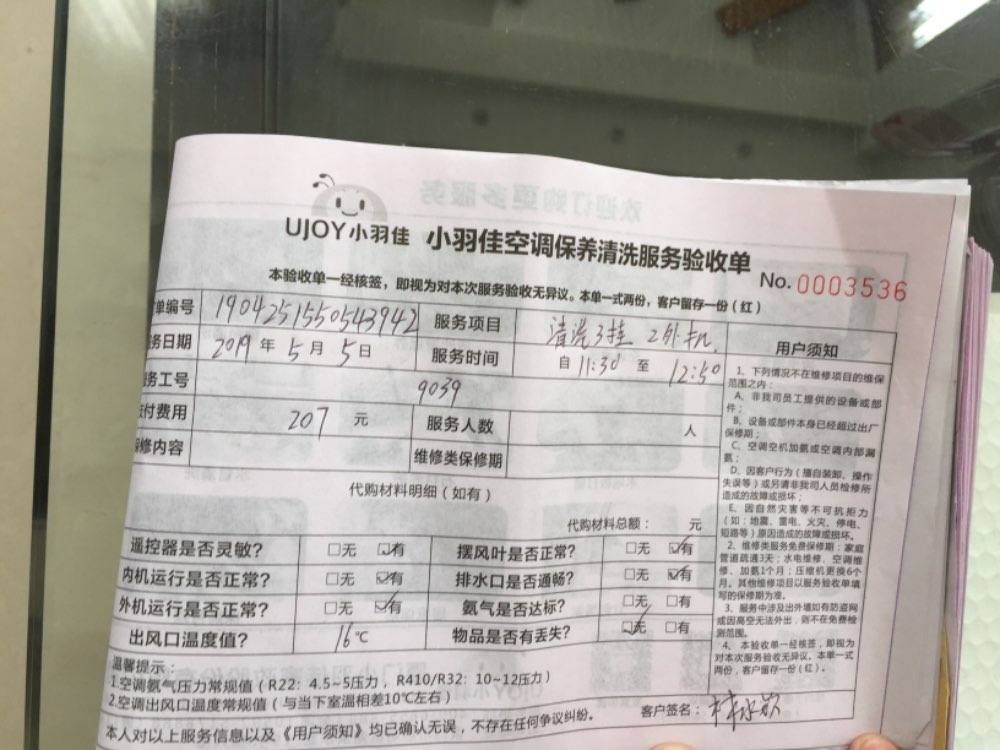 UJOY小羽佳 小羽佳空调保养清洗服务验收单
No.0003536
本验收单一经核签，即视为对本次服务验收无异议。本单一式两份，客户留存一份（红）
单编号 1904251550543942 服务项目 清洗3挂 2外机
务日期 2019年5月5日 服务时间 自11:30至12:50
务工号 9039
付费用 207元 服务人数 人
修内容 维修类保修期
代购材料明细（如有）
代购材料总额： 元
遥控器是否灵敏？ □无 □有 摆风叶是否正常？ □无 □有
内机运行是否正常？ □无 □有 排水口是否通畅？ □无 □有
外机运行是否正常？ □无 □有 氨气是否达标？ □无 □有
出风口温度值？ 16℃ 物品是否有丢失？ □无 □有
温馨提示：
1.空调氨气压力常规值（R22：4.5~5压力，R410/R32：10~12压力）
2.空调出风口温度常规值（与当下室温相差10℃左右）
本人对以上服务信息以及《用户须知》均已确认无误，不存在任何争议纠纷。
客户签名：
用户须知
1、下列情况不在维修项目的维保
范围之内：
A、非我司员工提供的设备或部
件；
B、设备或部件本身已经超过出厂
保修期；
C、空调空机加氨或空调内部漏
氨；
D、因客户行为（擅自装卸、操作
失误等）或另请非我司人员检修所
造成的故障或损坏；
E、因自然灾害等不可抗拒力
（如：地震、雷电、火灾、停电、
短路等）原因造成的故障或损坏。
2、维修类服务免费保修期：家庭
管道疏通3天；水电维修、空调维
修、加氨1个月；压缩机更换6个
月。其他维修项目以服务验收单填
写的保修期为准。
3、服务中涉及出外墙如有防盗网
或因高空无法外出，则不在免费检
测范围。
4、本验收单一经核签，即视为
对本次服务验收无异议。本单一式
两份，客户留存一份（红）。